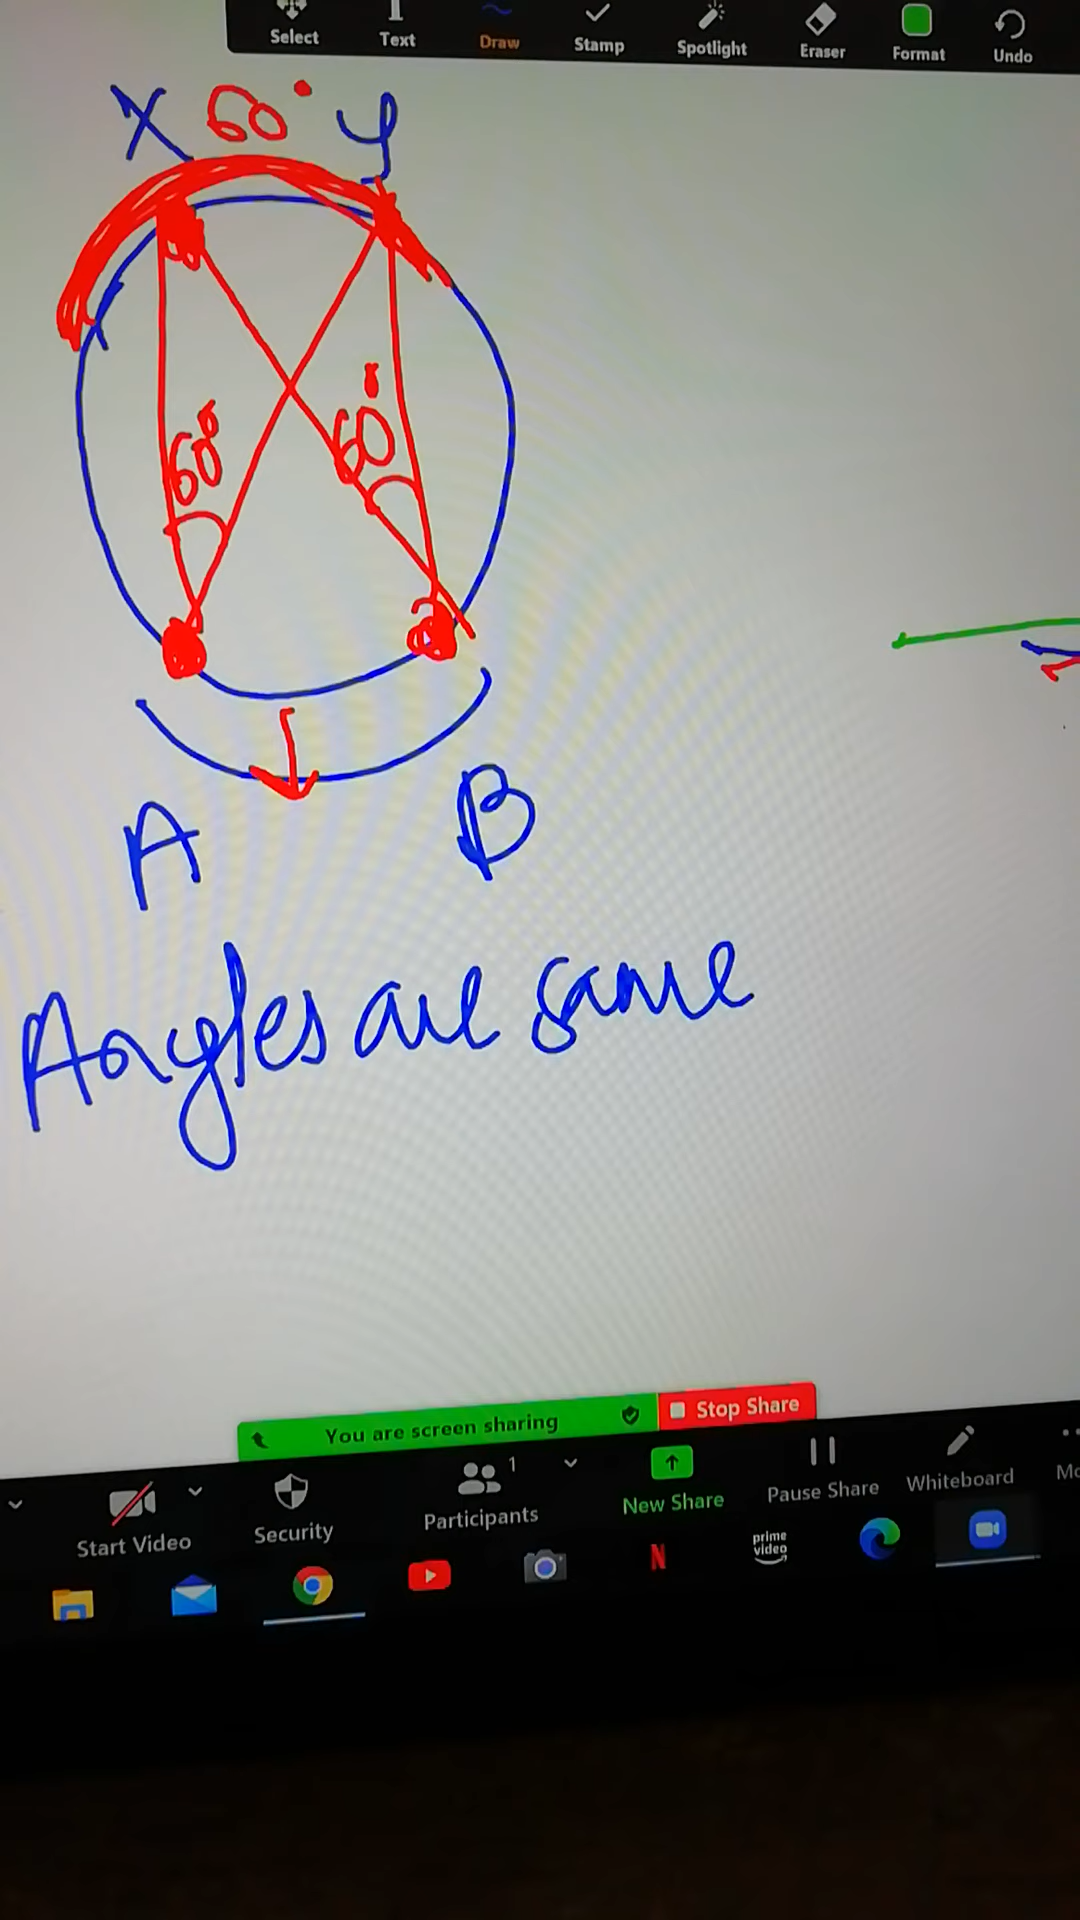 Select Text Draw Stamp Spotlight Eraser Format Undo
X 60° Y
60° 60°
A B
Angles are same
You are screen sharing Stop Share
Start Video Security Participants 1 New Share Pause Share Whiteboard
prime
video
N